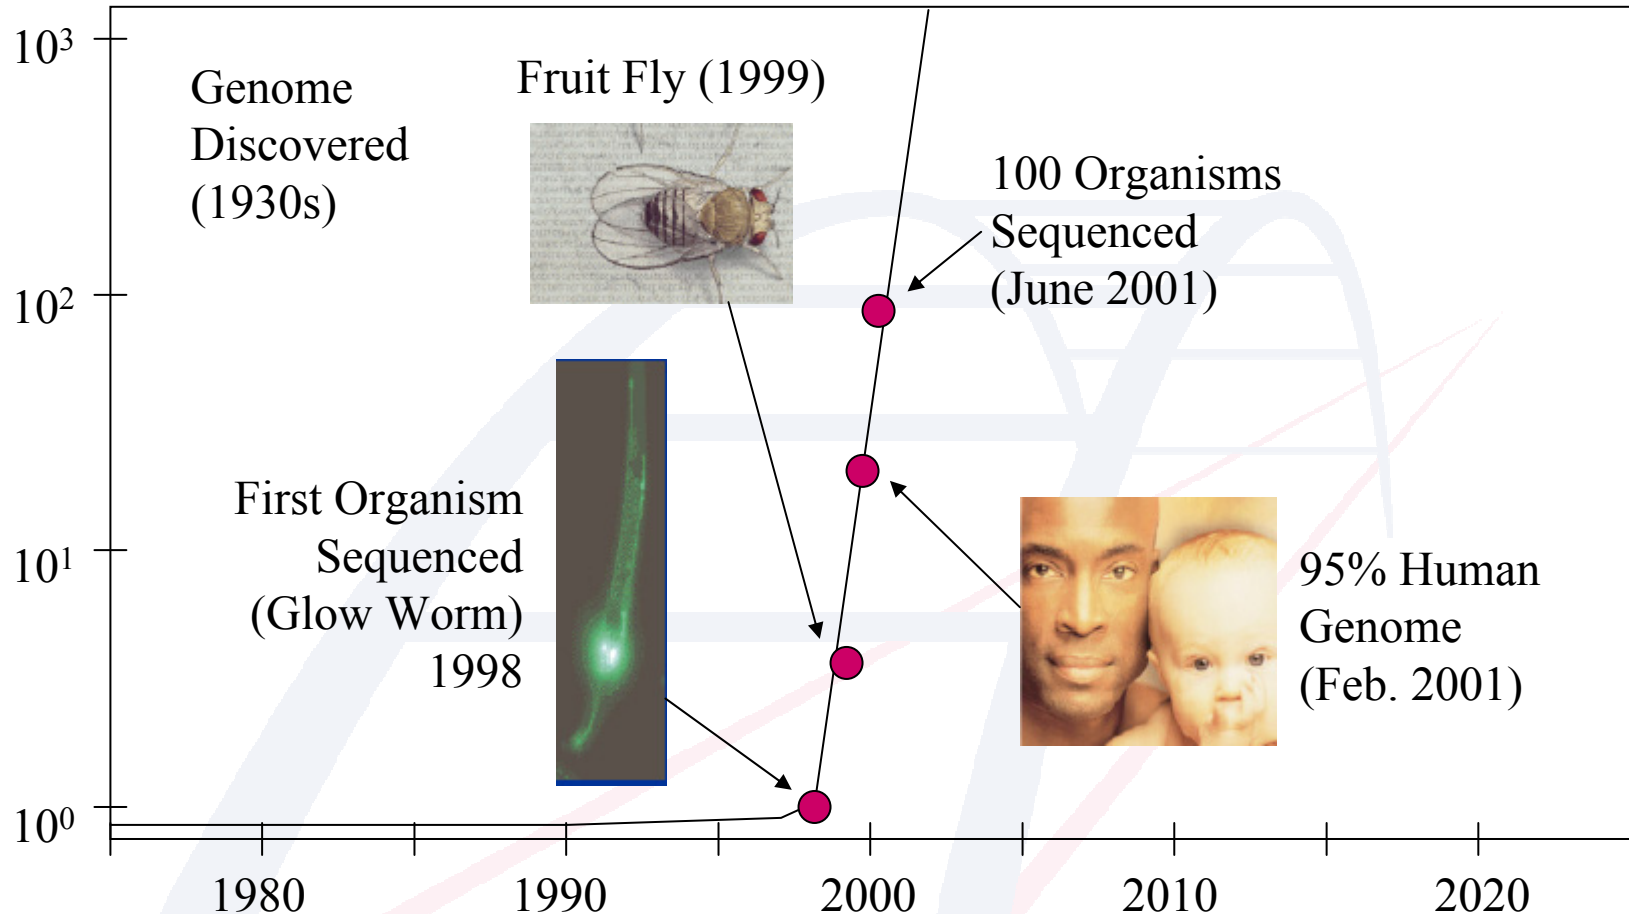 10³
10²
10¹
10⁰
Genome
Discovered
(1930s)
Fruit Fly (1999)
100 Organisms
Sequenced
(June 2001)
First Organism
Sequenced
(Glow Worm)
1998
95% Human
Genome
(Feb. 2001)
1980
1990
2000
2010
2020